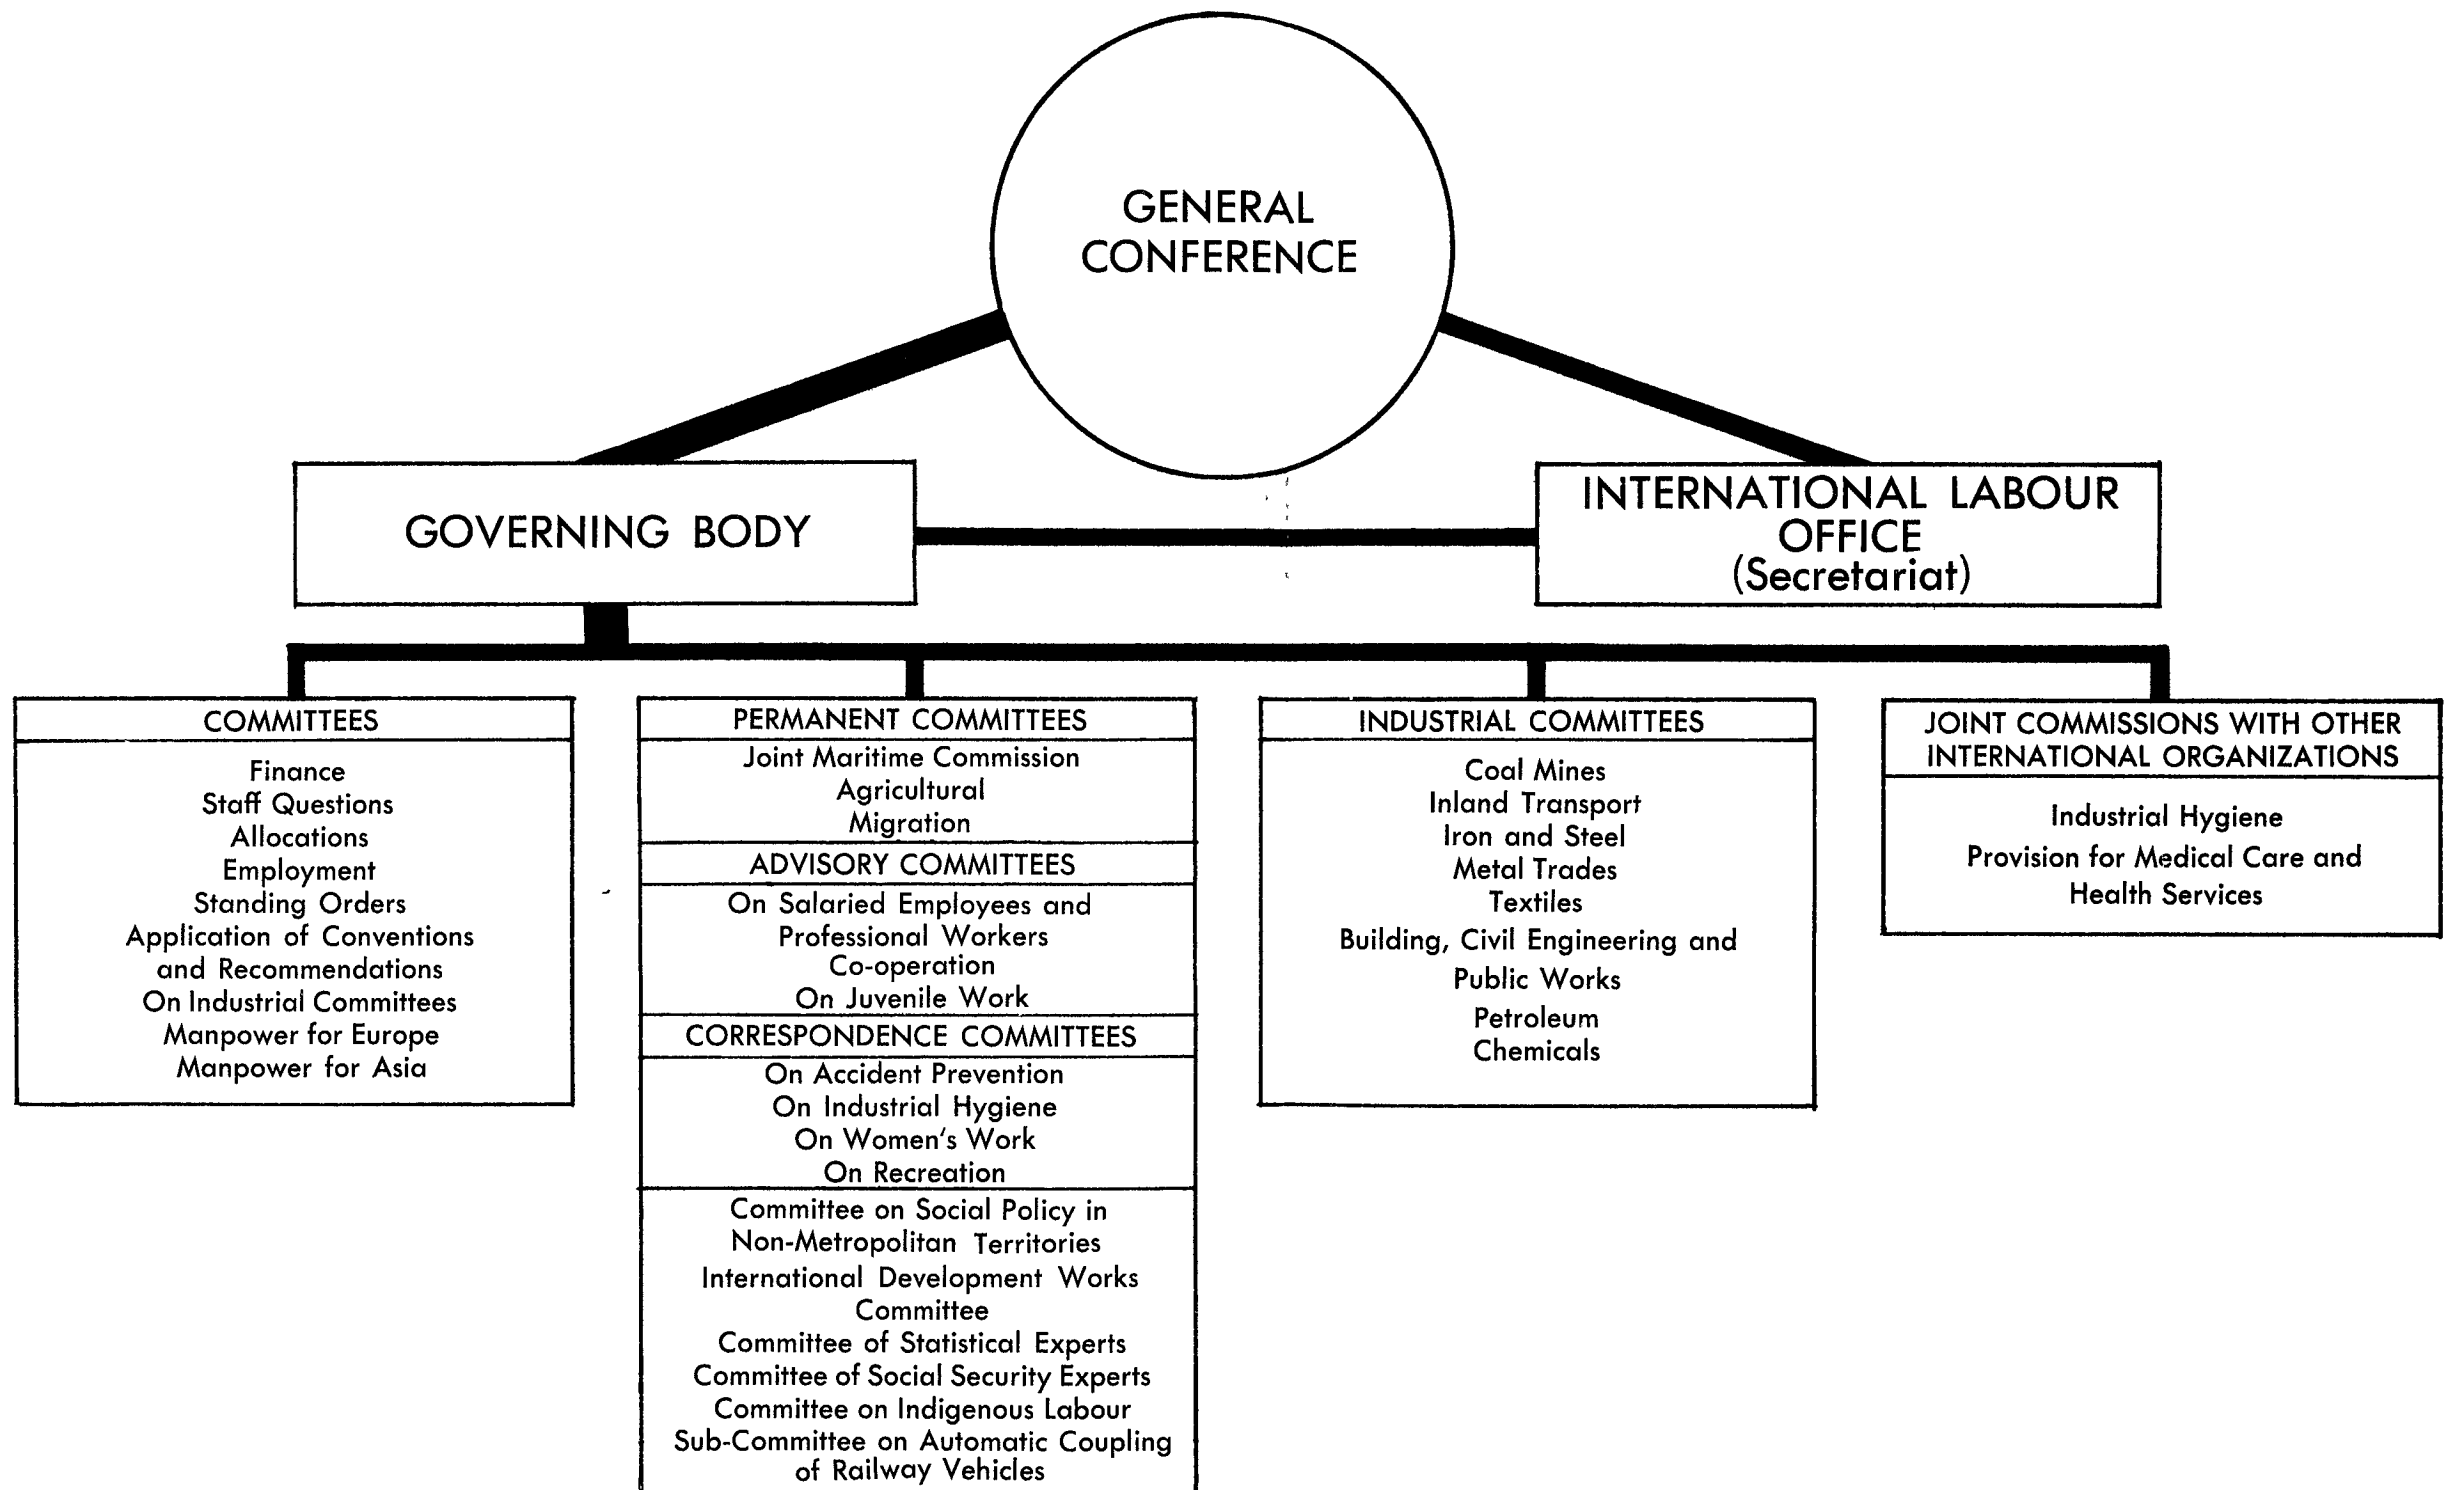 GENERAL
CONFERENCE
GOVERNING BODY
INTERNATIONAL LABOUR
OFFICE
(Secretariat)
COMMITTEES
Finance
Staff Questions
Allocations
Employment
Standing Orders
Application of Conventions
and Recommendations
On Industrial Committees
Manpower for Europe
Manpower for Asia
PERMANENT COMMITTEES
Joint Maritime Commission
Agricultural
Migration
ADVISORY COMMITTEES
On Salaried Employees and
Professional Workers
Co-operation
On Juvenile Work
CORRESPONDENCE COMMITTEES
On Accident Prevention
On Industrial Hygiene
On Women's Work
On Recreation
Committee on Social Policy in
Non-Metropolitan Territories
International Development Works
Committee
Committee of Statistical Experts
Committee of Social Security Experts
Committee on Indigenous Labour
Sub-Committee on Automatic Coupling
of Railway Vehicles
INDUSTRIAL COMMITTEES
Coal Mines
Inland Transport
Iron and Steel
Metal Trades
Textiles
Building, Civil Engineering and
Public Works
Petroleum
Chemicals
JOINT COMMISSIONS WITH OTHER
INTERNATIONAL ORGANIZATIONS
Industrial Hygiene
Provision for Medical Care and
Health Services